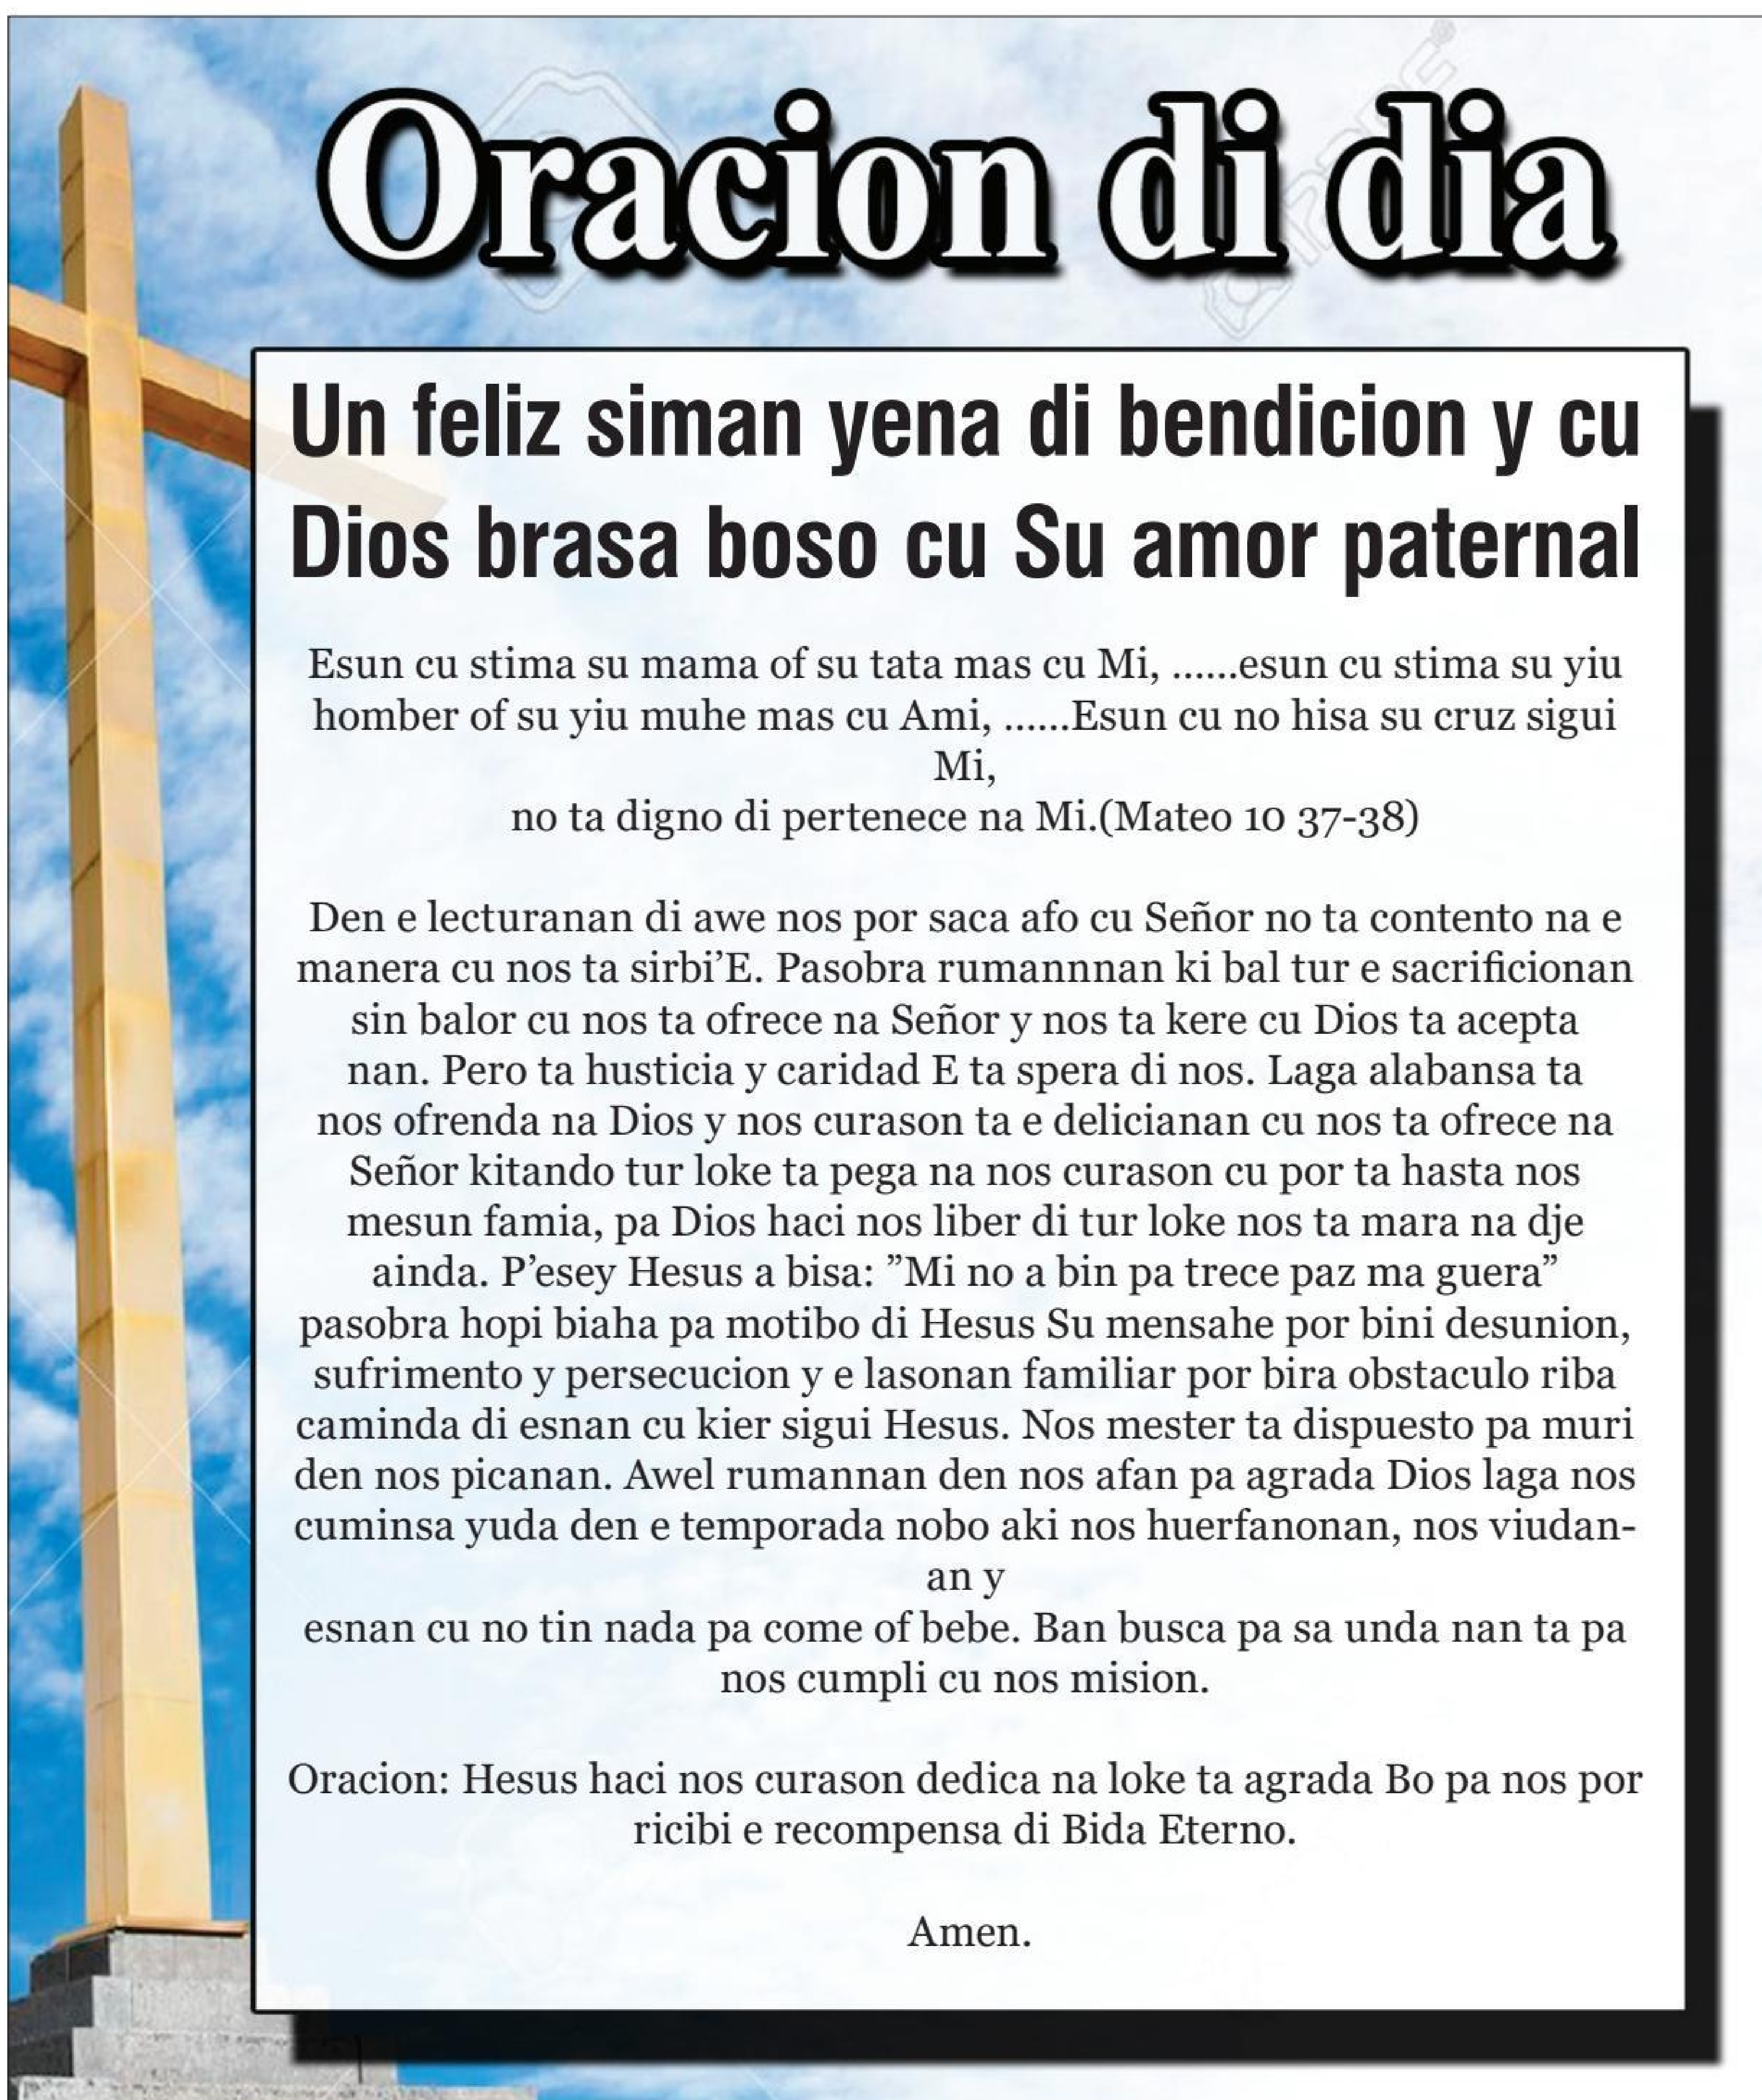 Oracion di dia
Un feliz siman yena di bendicion y cu
Dios brasa boso cu Su amor paternal
Esun cu stima su mama of su tata mas cu Mi, ......esun cu stima su yiu
homber of su yiu muhe mas cu Ami, ......Esun cu no hisa su cruz sigui
Mi,
no ta digno di pertenece na Mi.(Mateo 10 37-38)
Den e lecturanan di awe nos por saca afo cu Señor no ta contento na e
manera cu nos ta sirbi’E. Pasobra rumannnan ki bal tur e sacrificionan
sin balor cu nos ta ofrece na Señor y nos ta kere cu Dios ta acepta
nan. Pero ta husticia y caridad E ta spera di nos. Laga alabansa ta
nos ofrenda na Dios y nos curason ta e delicianan cu nos ta ofrece na
Señor kitando tur loke ta pega na nos curason cu por ta hasta nos
mesun famia, pa Dios haci nos liber di tur loke nos ta mara na dje
ainda. P’esey Hesus a bisa: ”Mi no a bin pa trece paz ma guera”
pasobra hopi biaha pa motibo di Hesus Su mensahe por bini desunion,
sufrimento y persecucion y e lasonan familiar por bira obstaculo riba
caminda di esnan cu kier sigui Hesus. Nos mester ta dispuesto pa muri
den nos picanan. Awel rumannan den nos afan pa agrada Dios laga nos
cuminsa yuda den e temporada nobo aki nos huerfanonan, nos viudan-
an y
esnan cu no tin nada pa come of bebe. Ban busca pa sa unda nan ta pa
nos cumpli cu nos mision.
Oracion: Hesus haci nos curason dedica na loke ta agrada Bo pa nos por
ricibi e recompensa di Bida Eterno.
Amen.